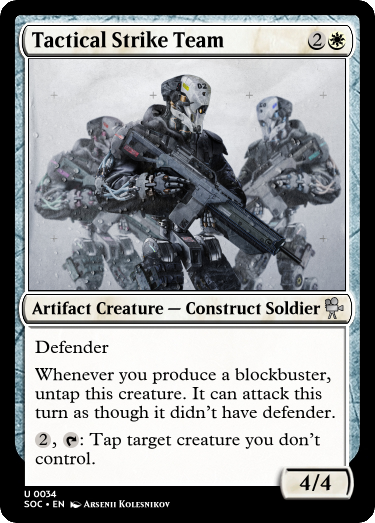 Tactical Strike Team 2
Artifact Creature — Construct Soldier
Defender
Whenever you produce a blockbuster,
untap this creature. It can attack this
turn as though it didn't have defender.
2, : Tap target creature you don't
control.
4/4
U 0034
SOC • EN Arsenii Kolesnikov